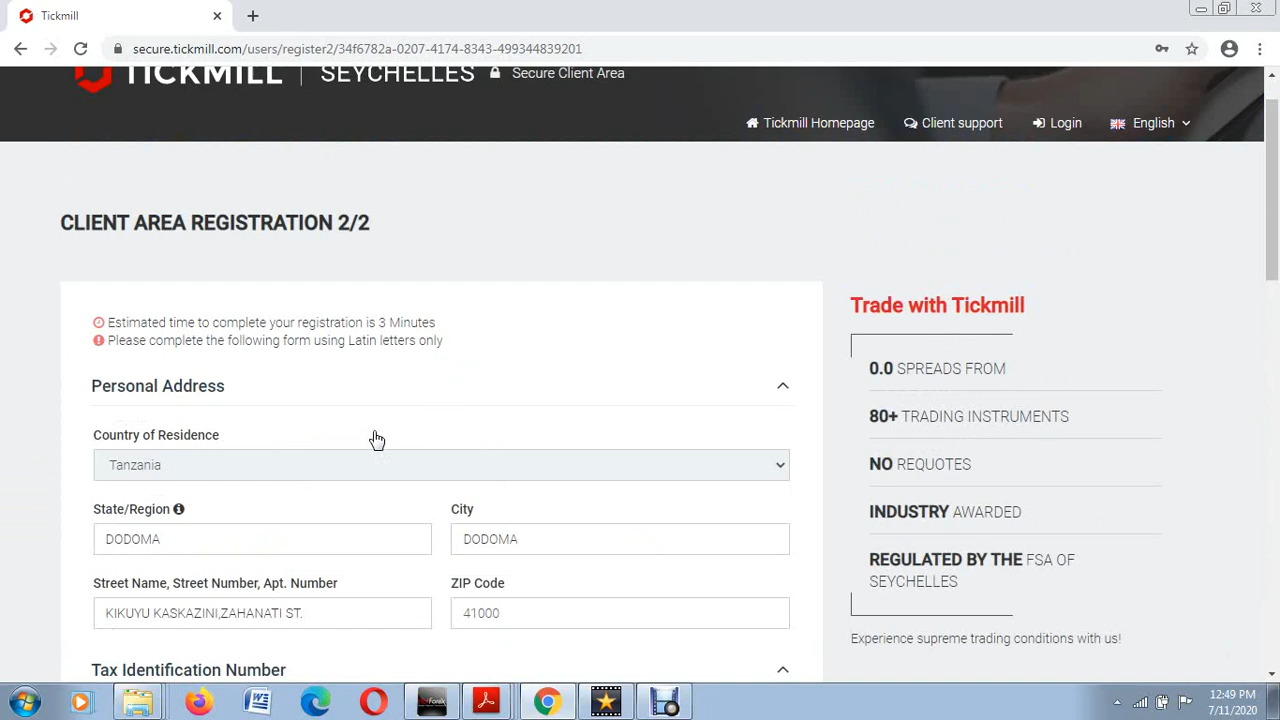 Tickmill
secure.tickmill.com/users/register2/34f6782a-0207-4174-8343-499344839201
TICKMILL SEYCHELLES Secure Client Area
Tickmill Homepage Client support Login English
CLIENT AREA REGISTRATION 2/2
Estimated time to complete your registration is 3 Minutes
Please complete the following form using Latin letters only
Personal Address
Country of Residence
Tanzania
State/Region City
DODOMA DODOMA
Street Name, Street Number, Apt. Number ZIP Code
KIKUYU KASKAZINI,ZAHANATI ST. 41000
Tax Identification Number
Trade with Tickmill
0.0 SPREADS FROM
80+ TRADING INSTRUMENTS
NO REQUOTES
INDUSTRY AWARDED
REGULATED BY THE FSA OF
SEYCHELLES
Experience supreme trading conditions with us!
12:49 PM
7/11/2020